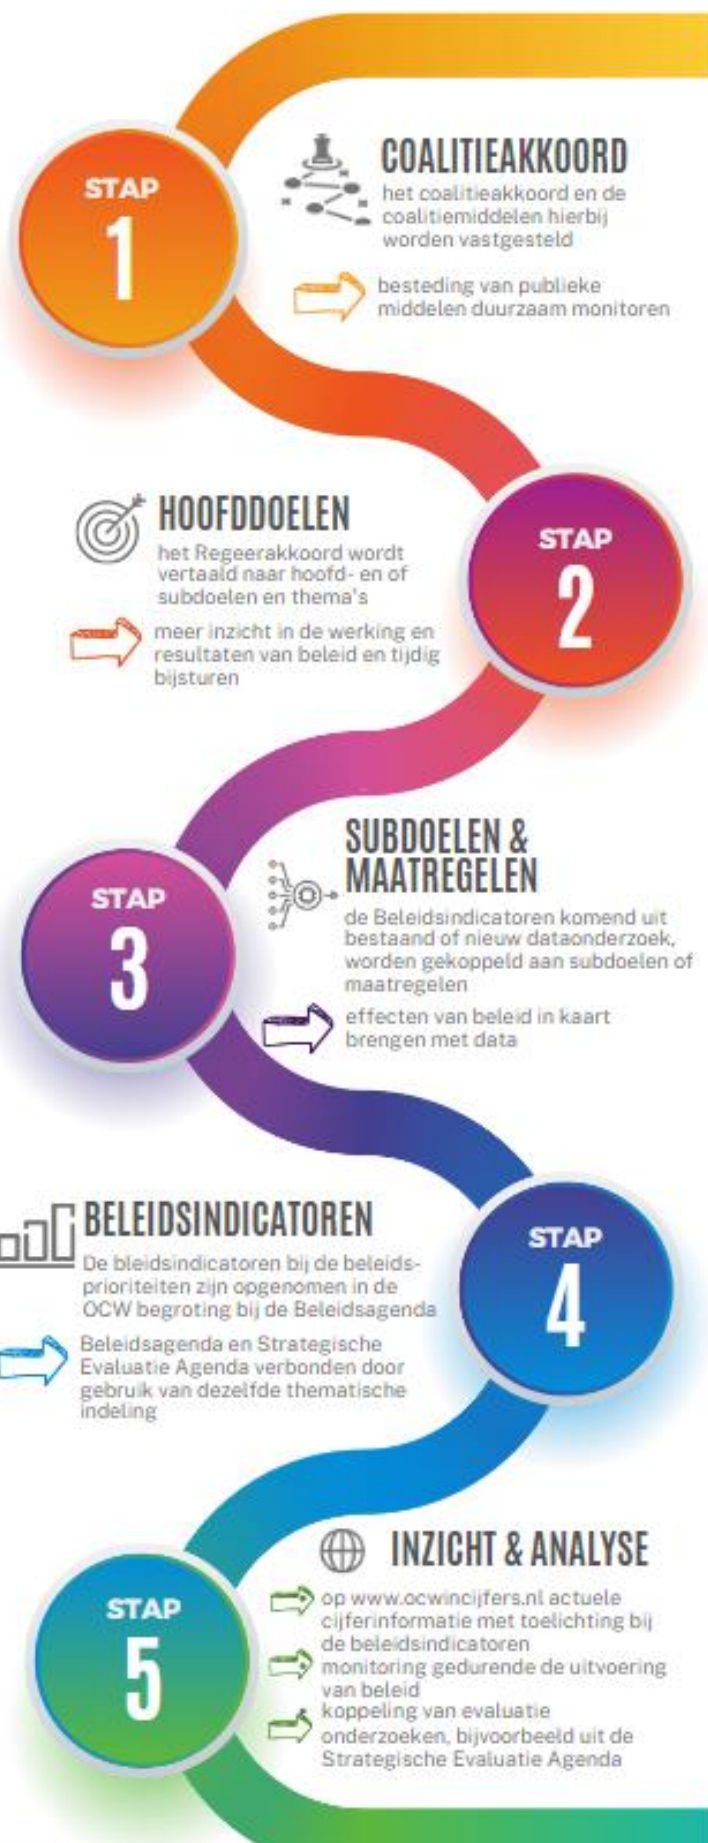 STAP
1
COALITIEAKKOORD
het coalitieakkoord en de
coalitiemiddelen hierbij
worden vastgesteld
besteding van publieke
middelen duurzaam monitoren
HOOFDDOELEN
het Regeerakkoord wordt
vertaald naar hoofd- en of
subdoelen en thema's
meer inzicht in de werking en
resultaten van beleid en tijdig
bijsturen
STAP
2
STAP
3
SUBDOELEN &
MAATREGELEN
de Beleidsindicatoren komend uit
bestaand of nieuw dataonderzoek,
worden gekoppeld aan subdoelen of
maatregelen
effecten van beleid in kaart
brengen met data
BELEIDSINDICATOREN
De bleidsindicatoren bij de beleids-
prioriteiten zijn opgenomen in de
OCW begroting bij de Beleidsagenda
Beleidsagenda en Strategische
Evaluatie Agenda verbonden door
gebruik van dezelfde thematische
indeling
STAP
4
STAP
5
INZICHT & ANALYSE
op www.ocwincijfers.nl actuele
cijferinformatie met toelichting bij
de beleidsindicatoren
monitoring gedurende de uitvoering
van beleid
koppeling van evaluatie
onderzoeken, bijvoorbeeld uit de
Strategische Evaluatie Agenda